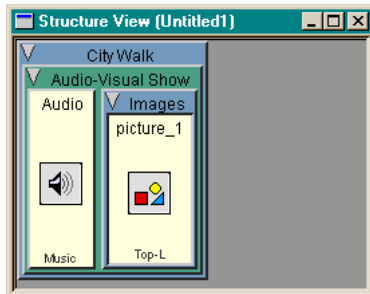 Structure View (Untitled1)
City Walk
Audio-Visual Show
Audio
Images
picture_1
Music
Top-L